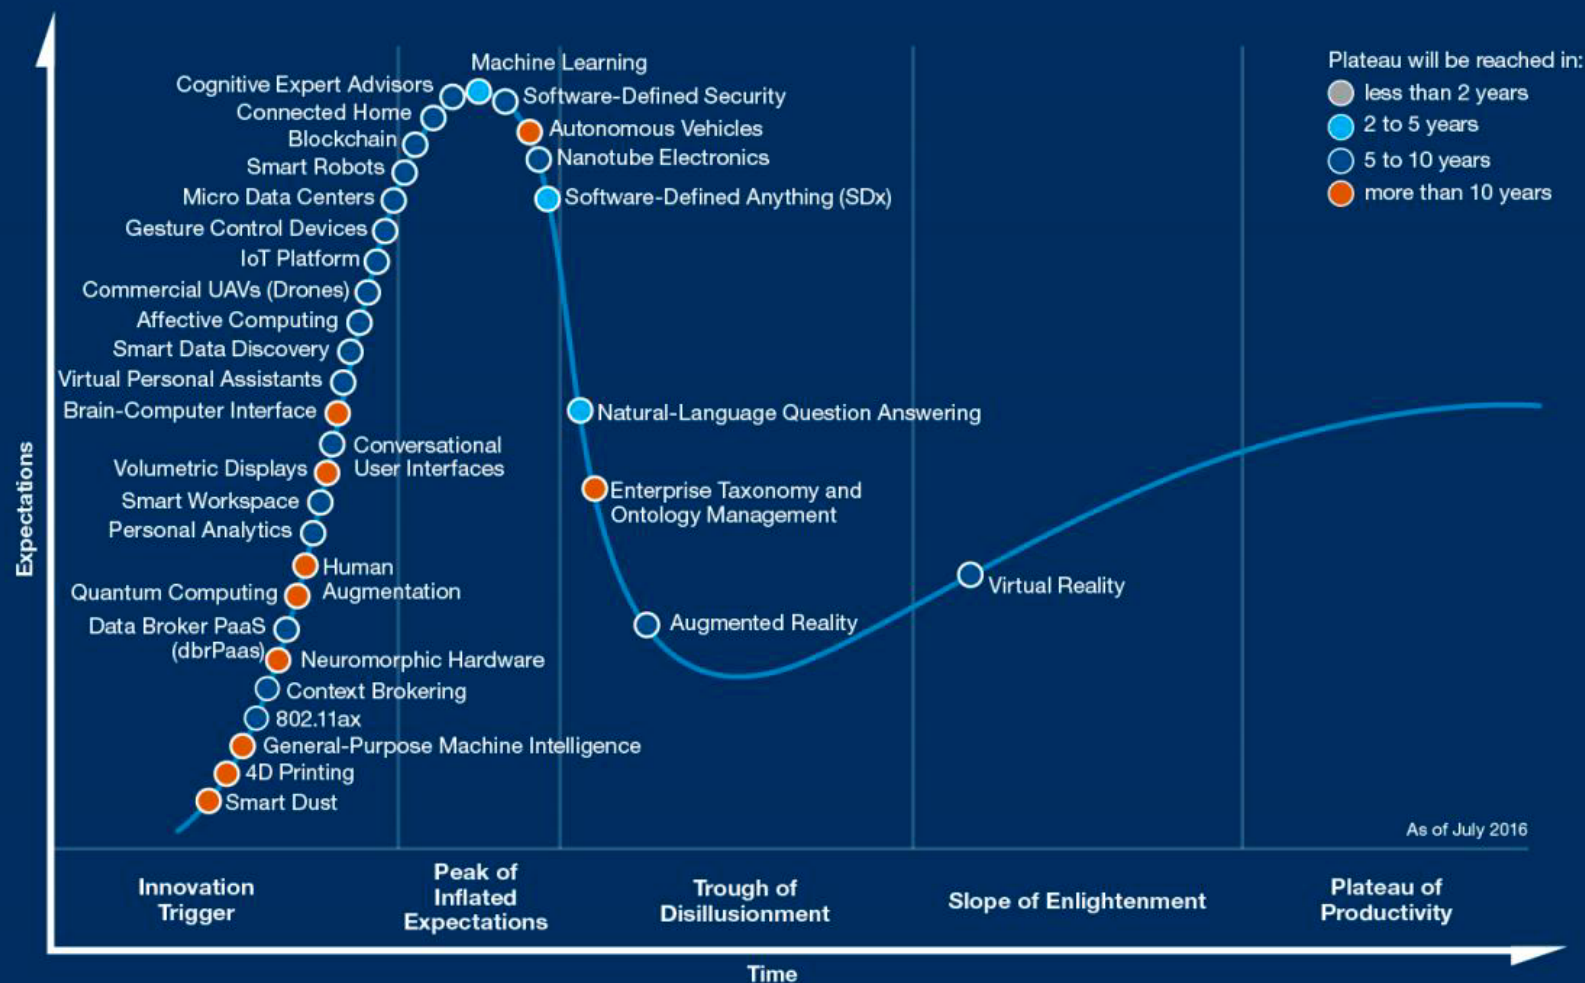 Machine Learning
Cognitive Expert Advisors
Software-Defined Security
Connected Home
Autonomous Vehicles
Blockchain
Nanotube Electronics
Smart Robots
Micro Data Centers
Software-Defined Anything (SDx)
Gesture Control Devices
IoT Platform
Commercial UAVs (Drones)
Affective Computing
Smart Data Discovery
Virtual Personal Assistants
Brain-Computer Interface
Natural-Language Question Answering
Conversational
User Interfaces
Volumetric Displays
Smart Workspace
Enterprise Taxonomy and
Ontology Management
Personal Analytics
Human
Augmentation
Quantum Computing
Data Broker PaaS
(dbrPaas)
Augmented Reality
Virtual Reality
Neuromorphic Hardware
Context Brokering
802.11ax
General-Purpose Machine Intelligence
4D Printing
Smart Dust
Plateau will be reached in:
less than 2 years
2 to 5 years
5 to 10 years
more than 10 years
As of July 2016
Expectations
Innovation
Trigger
Peak of
Inflated
Expectations
Trough of
Disillusionment
Slope of Enlightenment
Plateau of
Productivity
Time